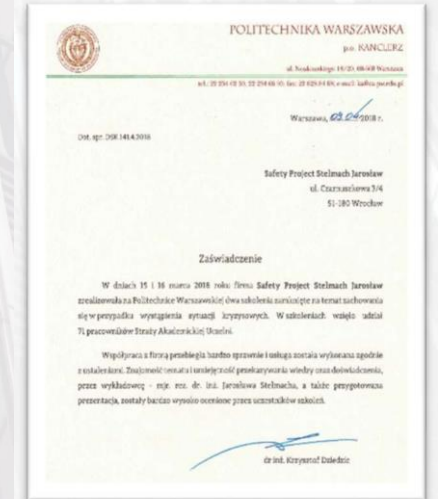 POLITECHNIKA WARSZAWSKA
p.o. KANCLERZ
Warszawa, 09.04 2018 r.
Safety Project Stelmach Jarosław
ul. Czarnuszkowa 3/4
51-180 Wrocław
Zaświadczenie
W dniach 15 i 16 marca 2018 roku firma Safety Project Stelmach Jarosław
zrealizowała na Politechnice Warszawskiej dwa szkolenia zamknięte na temat zachowania
się w przypadku wystąpienia sytuacji kryzysowych. W szkoleniach wzięło udział
71 pracowników Straży Akademickiej Uczelni.
Współpraca z firmą przebiegła bardzo sprawnie i usługa została wykonana zgodnie
z ustaleniami. Znajomość tematu i umiejętność przekazywania wiedzy oraz doświadczenia,
przez wykładowcę - mjr. rez. dr. inż. Jarosława Stelmacha, a także przygotowana
prezentacja, zostały bardzo wysoko ocenione przez uczestników szkoleń.
dr inż. Krzysztof Dziedzic